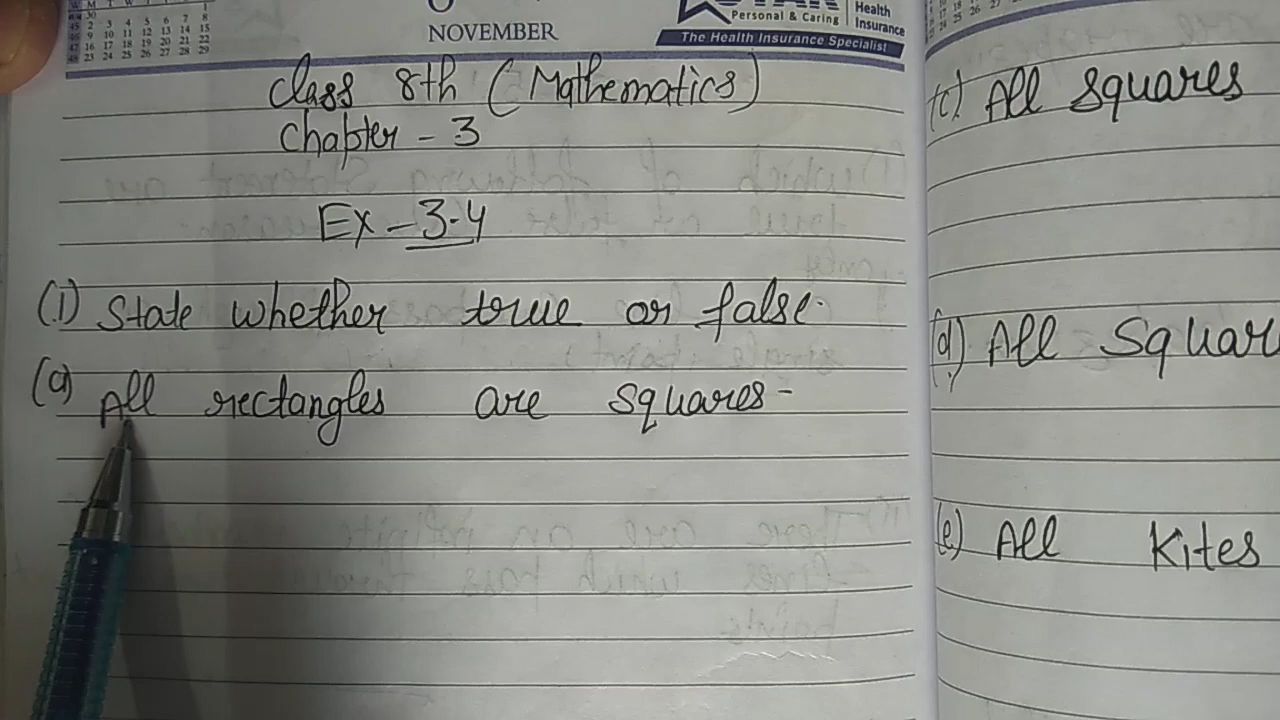 NOVEMBER
Personal & Caring
Health
Insurance
The Health Insurance Specialist
Class 8th (Mathematics)
Chapter - 3
Ex - 3.4
(1) State whether true or false.
(a) All rectangles are squares -
(c) All squares
(d) All Squar
(e) All Kites